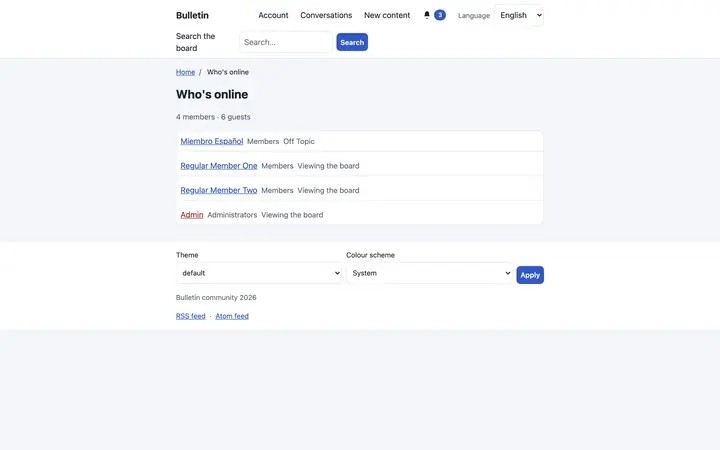 Bulletin
Account
Conversations
New content
3
Language
English
Search the board
Search...
Search
Home / Who's online
Who's online
4 members · 6 guests
Miembro Español Members Off Topic
Regular Member One Members Viewing the board
Regular Member Two Members Viewing the board
Admin Administrators Viewing the board
Theme
default
Colour scheme
System
Apply
Bulletin community 2026
RSS feed · Atom feed